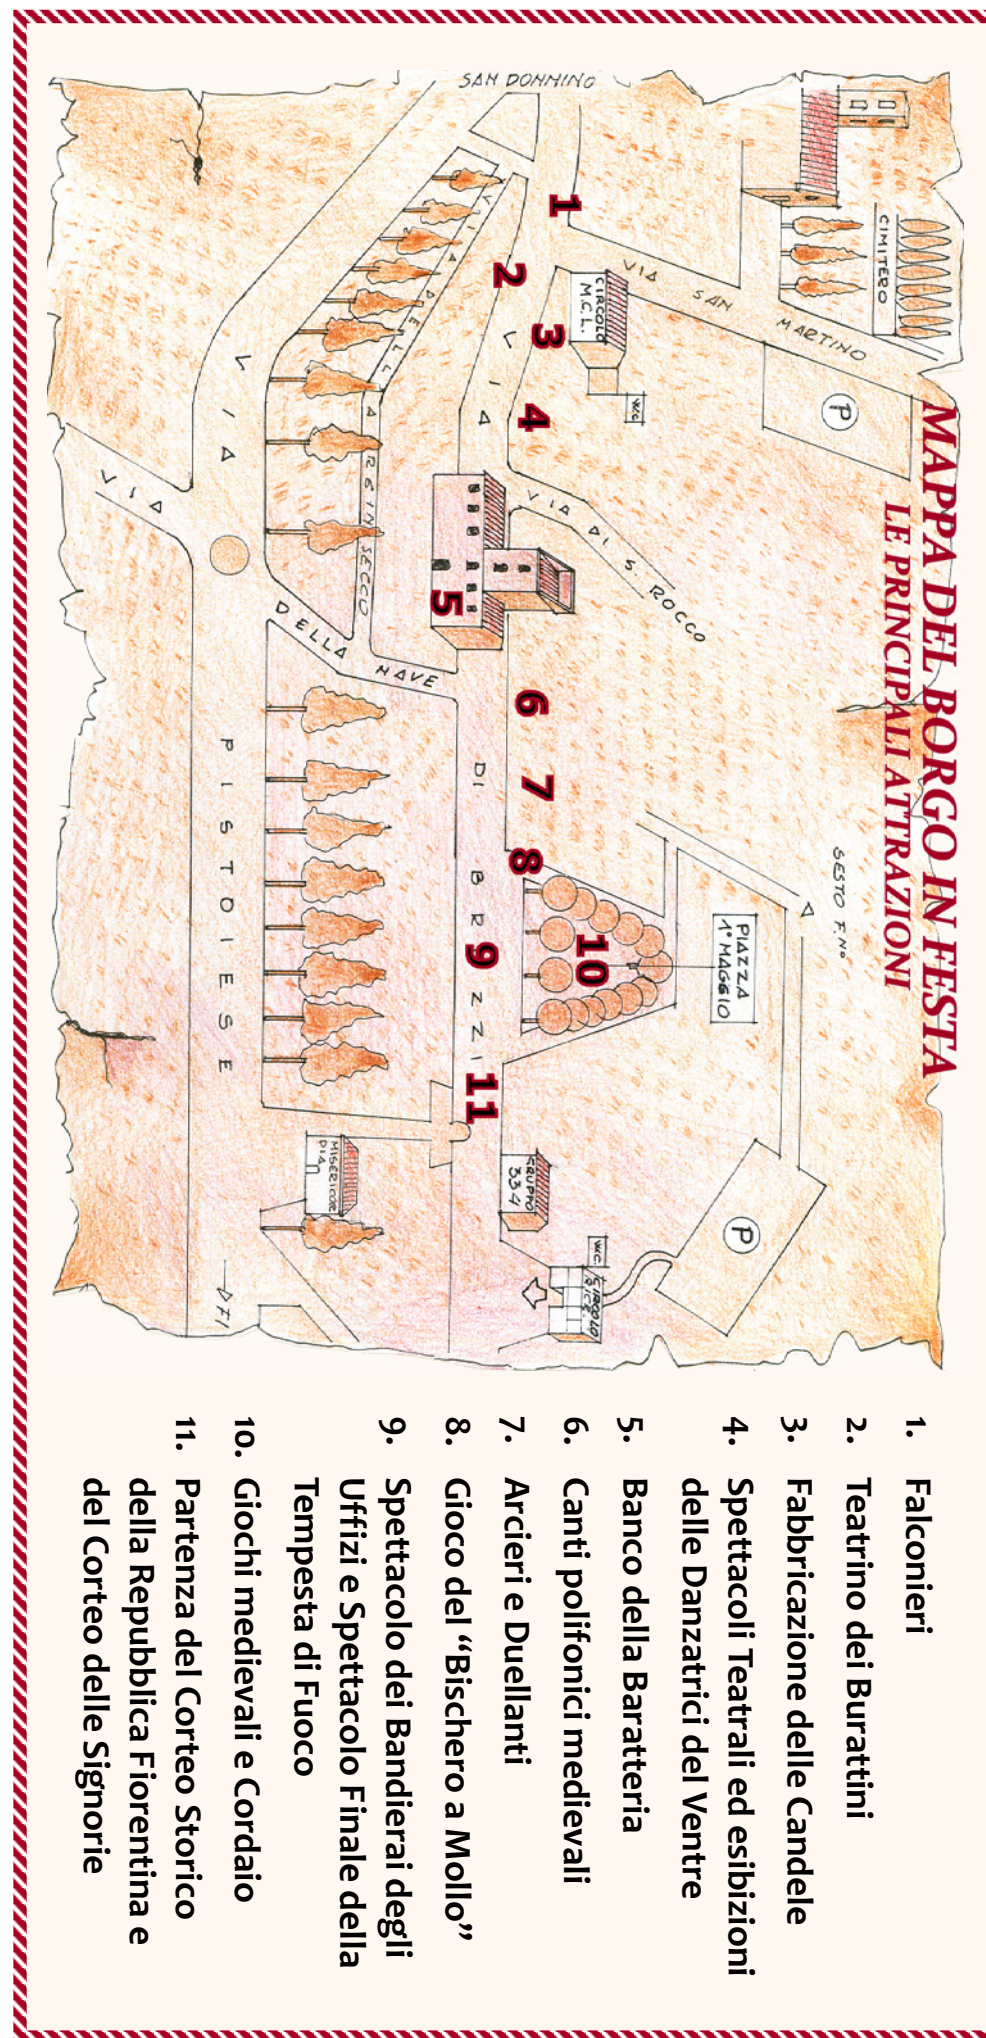 MAPPA DEL BORGO IN FESTA
LE PRINCIPALI ATTRAZIONI
SAN DONNINO
CIMITERO
VIA SAN MARTINO
P
CIRCOLO
M.C.L.
W.C.
1
2
3
4
5
6
7
8
9
10
11
VIA DI S. ROCCO
SESTO F.NO
PIAZZA
1° MAGGIO
VIA DI BROZZI
VIA DELLA NAVE
VIA PISTOIESE
P
GRUPPO
334
W.C.
CIRCOLO
MISERICOR
DIA
FI
1. Falconieri
2. Teatrino dei Burattini
3. Fabbricazione delle Candele
4. Spettacoli Teatrali ed esibizioni
delle Danzatrici del Ventre
5. Banco della Baratteria
6. Canti polifonici medievali
7. Arcieri e Duellanti
8. Gioco del “Bischero a Mollo”
9. Spettacolo dei Bandierai degli
Uffizi e Spettacolo Finale della
Tempesta di Fuoco
10. Giochi medievali e Cordaio
11. Partenza del Corteo Storico
della Repubblica Fiorentina e
del Corteo delle Signorie